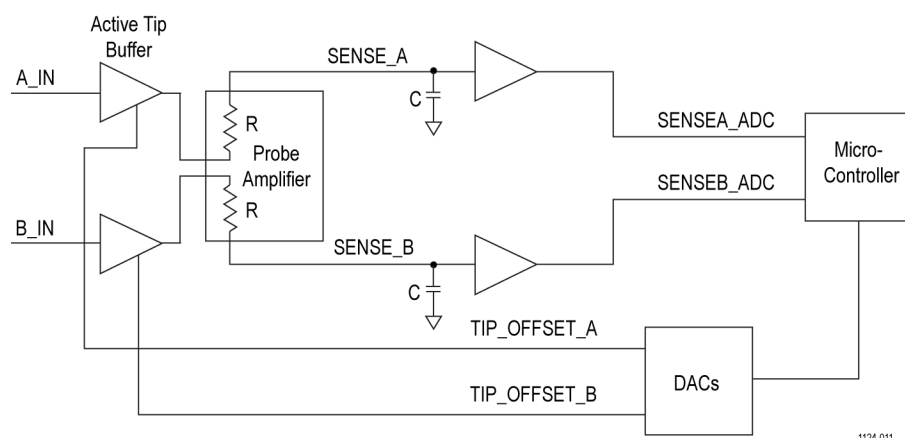 Active Tip
Buffer
A_IN
SENSE_A
C
R
Probe
Amplifier
R
SENSEA_ADC
Micro-
Controller
SENSEB_ADC
B_IN
SENSE_B
C
TIP_OFFSET_A
DACs
TIP_OFFSET_B
1124-011